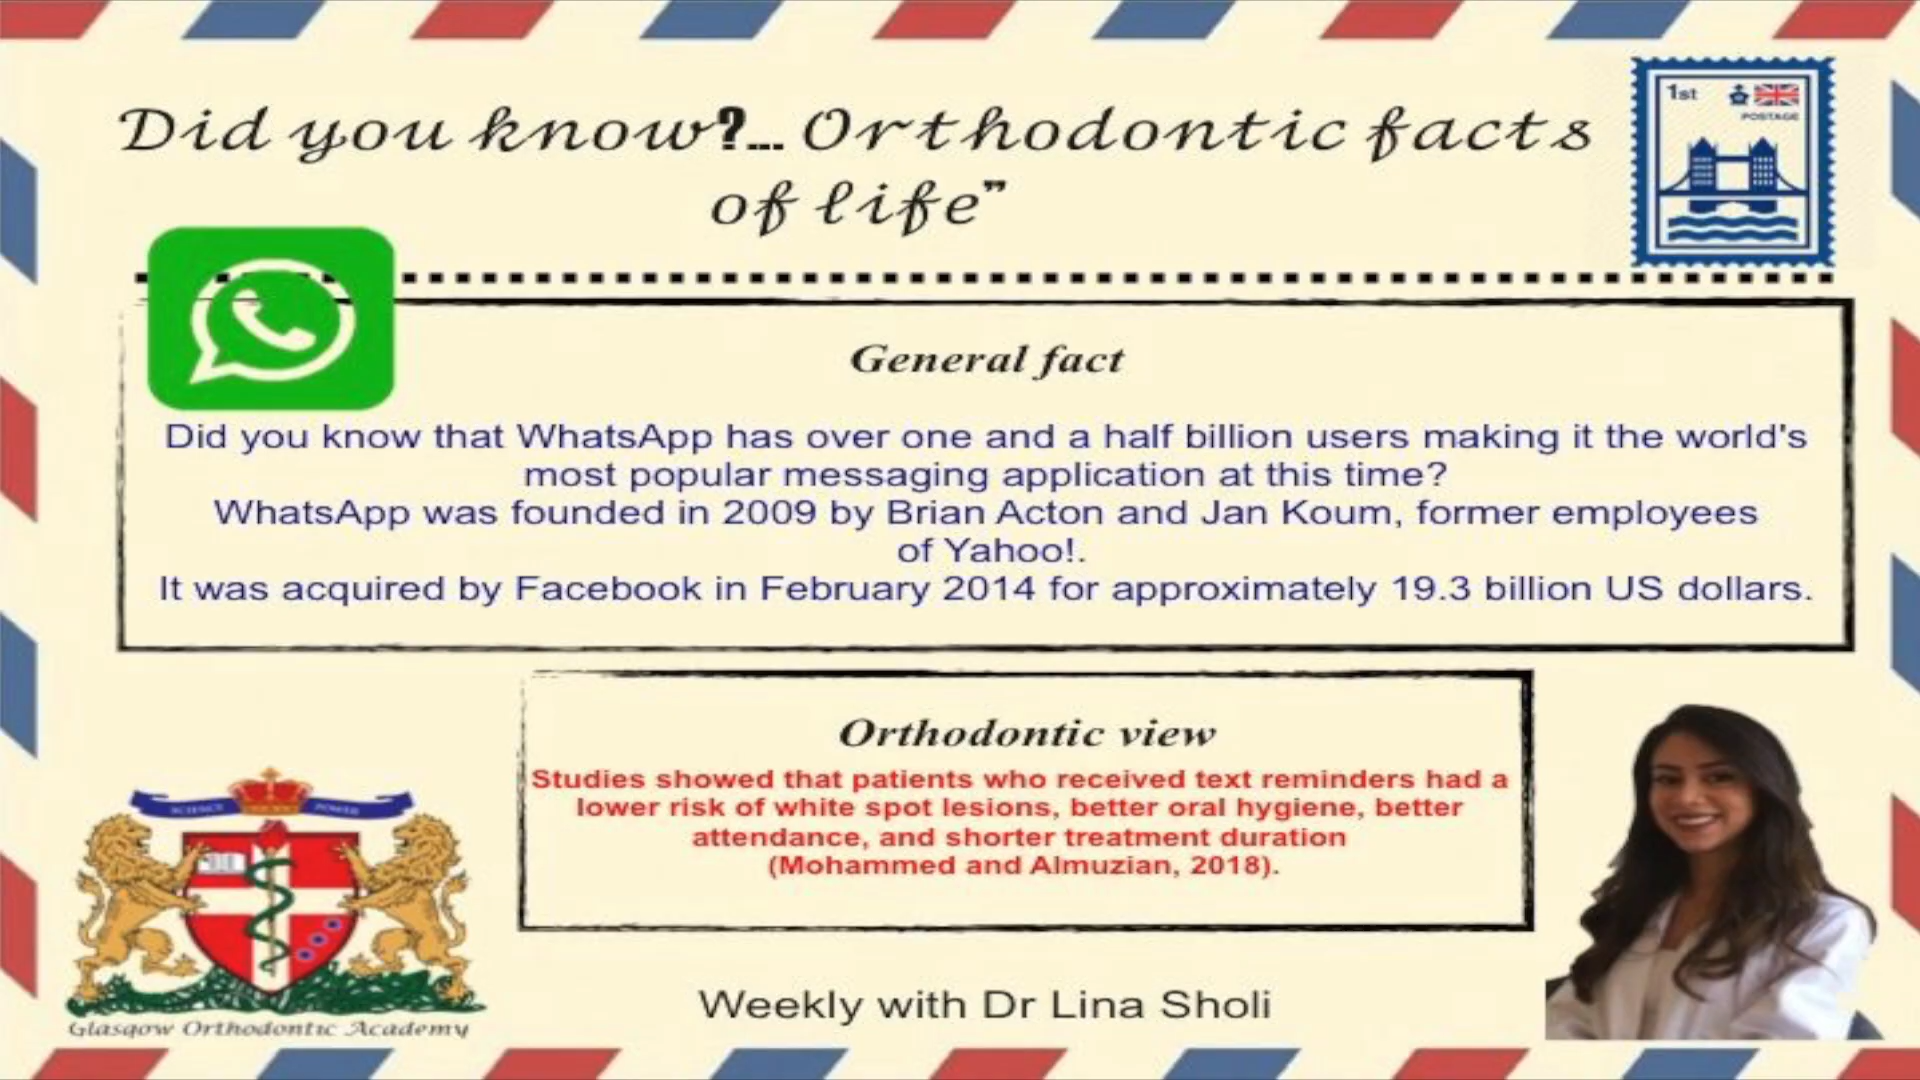 Did you know?... Orthodontic facts
of life”
1st
POSTAGE
General fact
Did you know that WhatsApp has over one and a half billion users making it the world's
most popular messaging application at this time?
WhatsApp was founded in 2009 by Brian Acton and Jan Koum, former employees
of Yahoo!.
It was acquired by Facebook in February 2014 for approximately 19.3 billion US dollars.
Orthodontic view
Studies showed that patients who received text reminders had a
lower risk of white spot lesions, better oral hygiene, better
attendance, and shorter treatment duration
(Mohammed and Almuzian, 2018).
SCIENCE POWER
Glasgow Orthodontic Academy
Weekly with Dr Lina Sholi